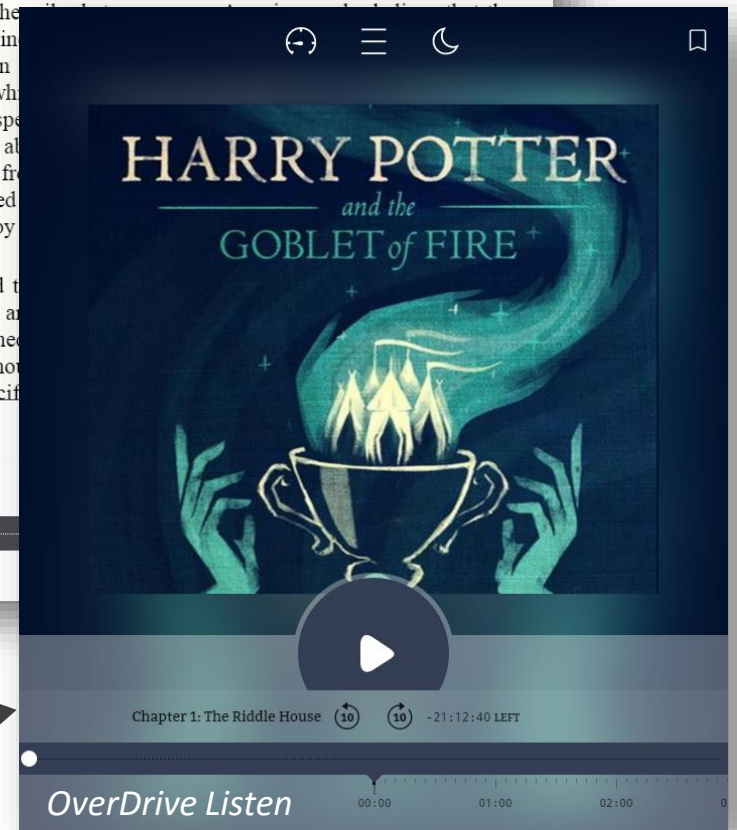 HARRY POTTER
and the
GOBLET of FIRE
Chapter 1: The Riddle House 10 10 -21:12:40 LEFT
OverDrive Listen
00:00 01:00 02:00